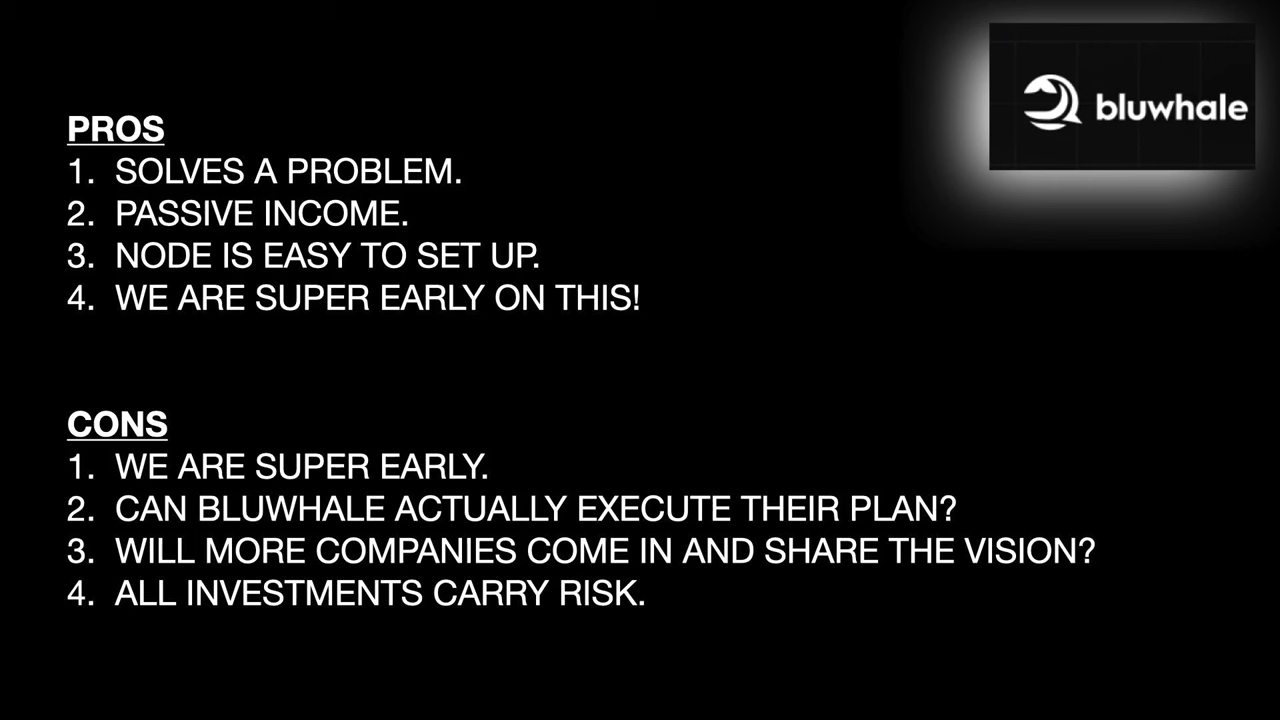 bluwhale
PROS
1. SOLVES A PROBLEM.
2. PASSIVE INCOME.
3. NODE IS EASY TO SET UP.
4. WE ARE SUPER EARLY ON THIS!
CONS
1. WE ARE SUPER EARLY.
2. CAN BLUWHALE ACTUALLY EXECUTE THEIR PLAN?
3. WILL MORE COMPANIES COME IN AND SHARE THE VISION?
4. ALL INVESTMENTS CARRY RISK.